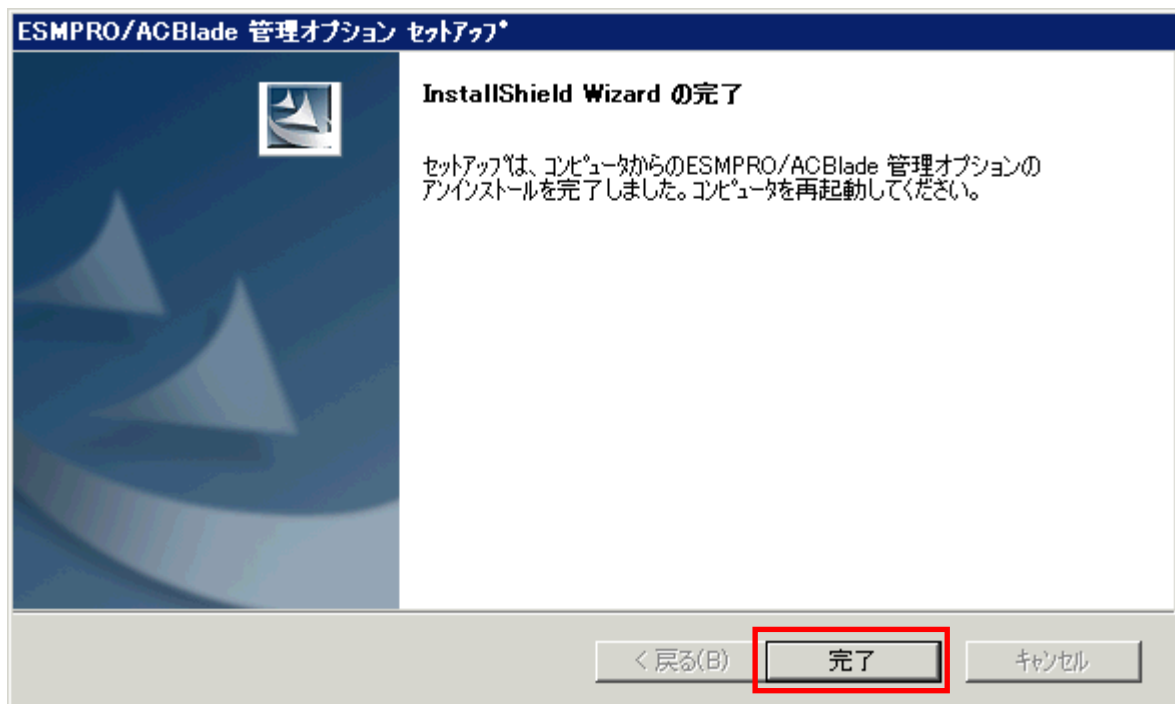 ESMPRO/ACBlade 管理オプション ｾｯﾄｱｯﾌﾟ
InstallShield Wizard の完了
ｾｯﾄｱｯﾌﾟは、ｺﾝﾋﾟｭｰﾀからのESMPRO/ACBlade 管理オプションの
ｱﾝｲﾝｽﾄｰﾙを完了しました。ｺﾝﾋﾟｭｰﾀを再起動してください。
< 戻る(B)
完了
ｷｬﾝｾﾙ